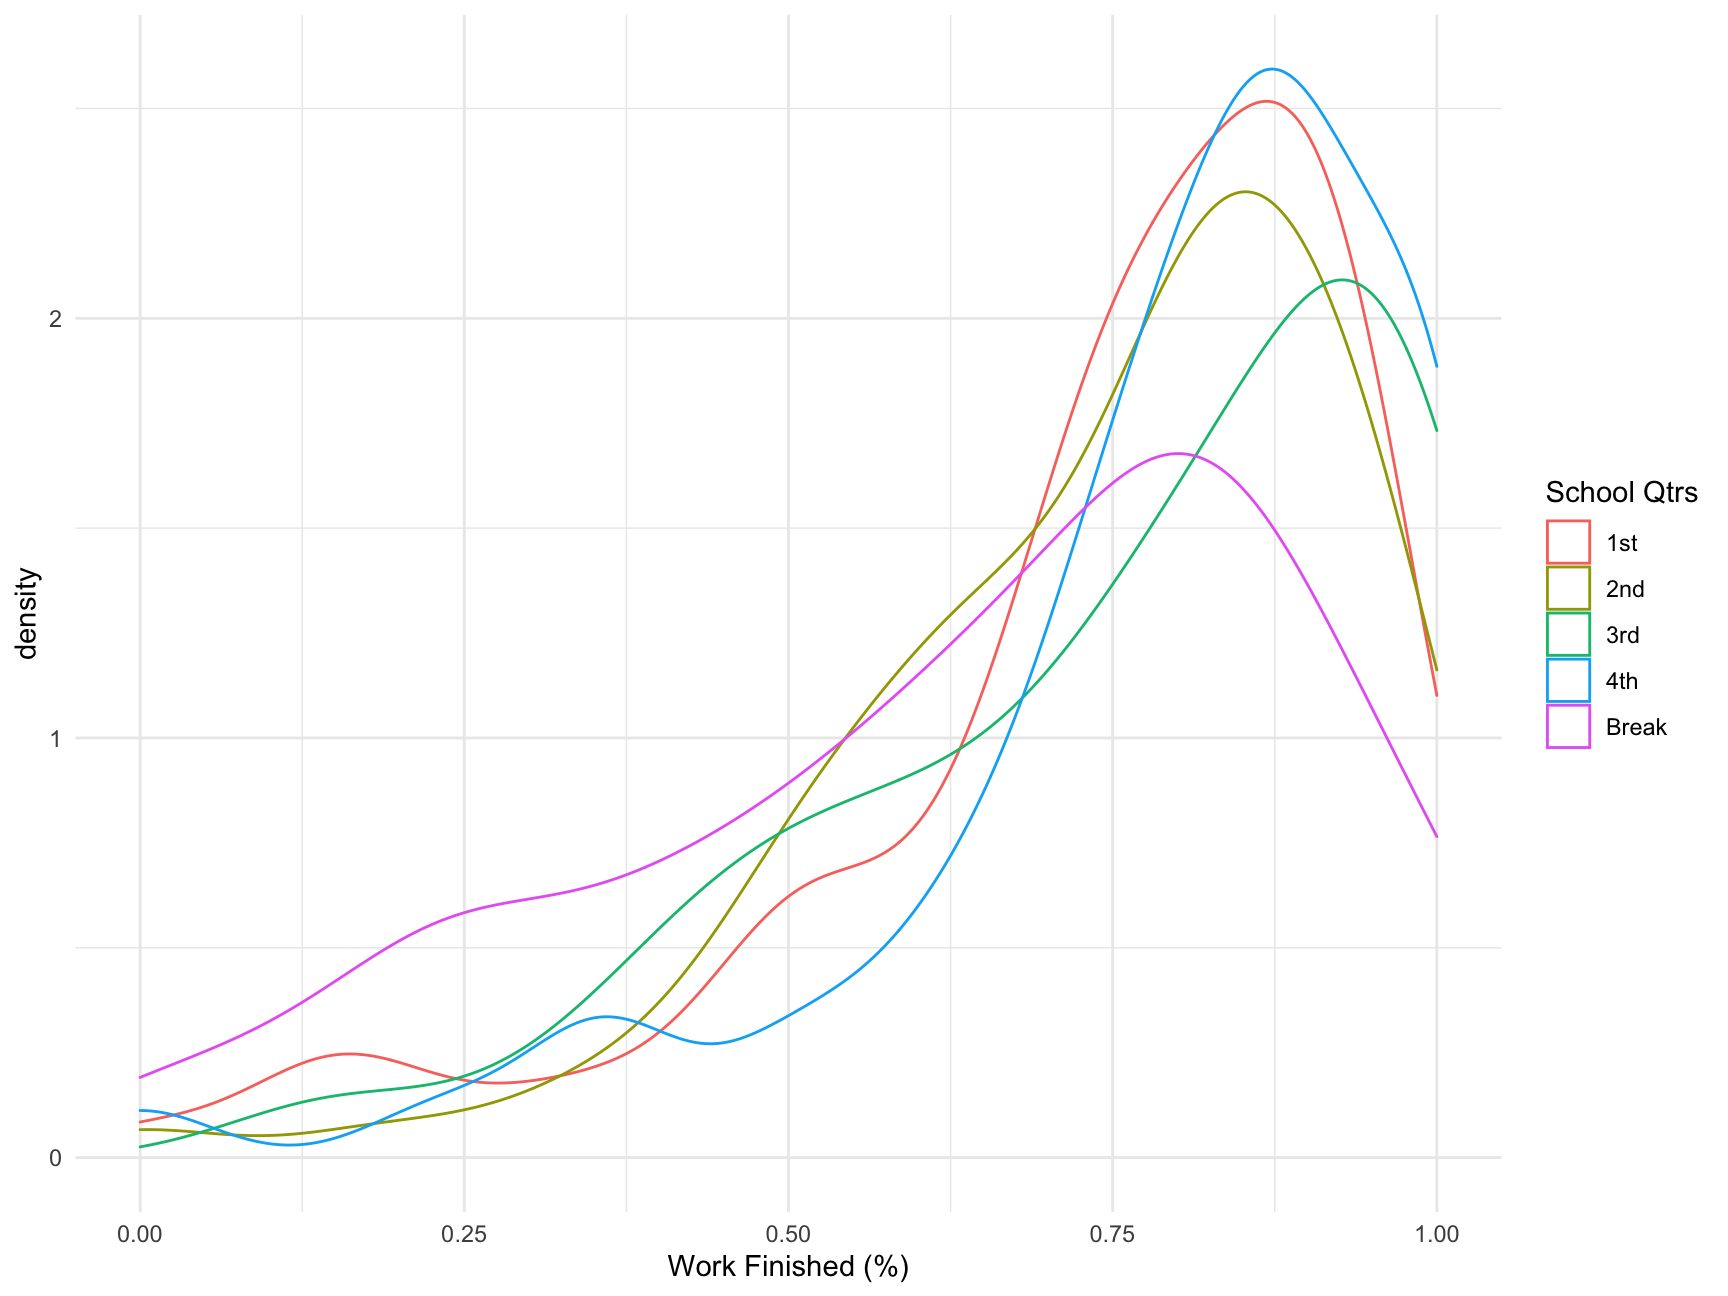 density
2
1
0
0.00 0.25 0.50 0.75 1.00
Work Finished (%)
School Qtrs
1st
2nd
3rd
4th
Break